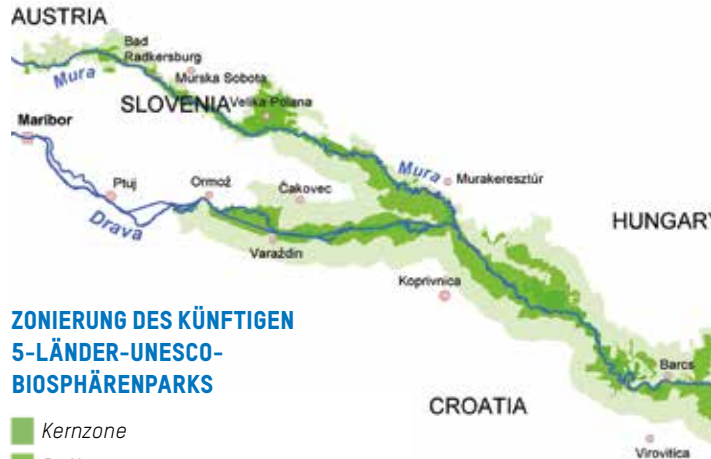 AUSTRIA
Bad
Radkersburg
Mura
Murska Sobota
SLOVENIA
Velika Polana
Maribor
Mura
Murakeresztúr
Ptuj
Ormož
Čakovec
Drava
HUNGARY
Varaždin
Koprivnica
ZONIERUNG DES KÜNFTIGEN
5-LÄNDER-UNESCO-
BIOSPHÄRENPARKS
Barcs
CROATIA
Kernzone
Virovitica